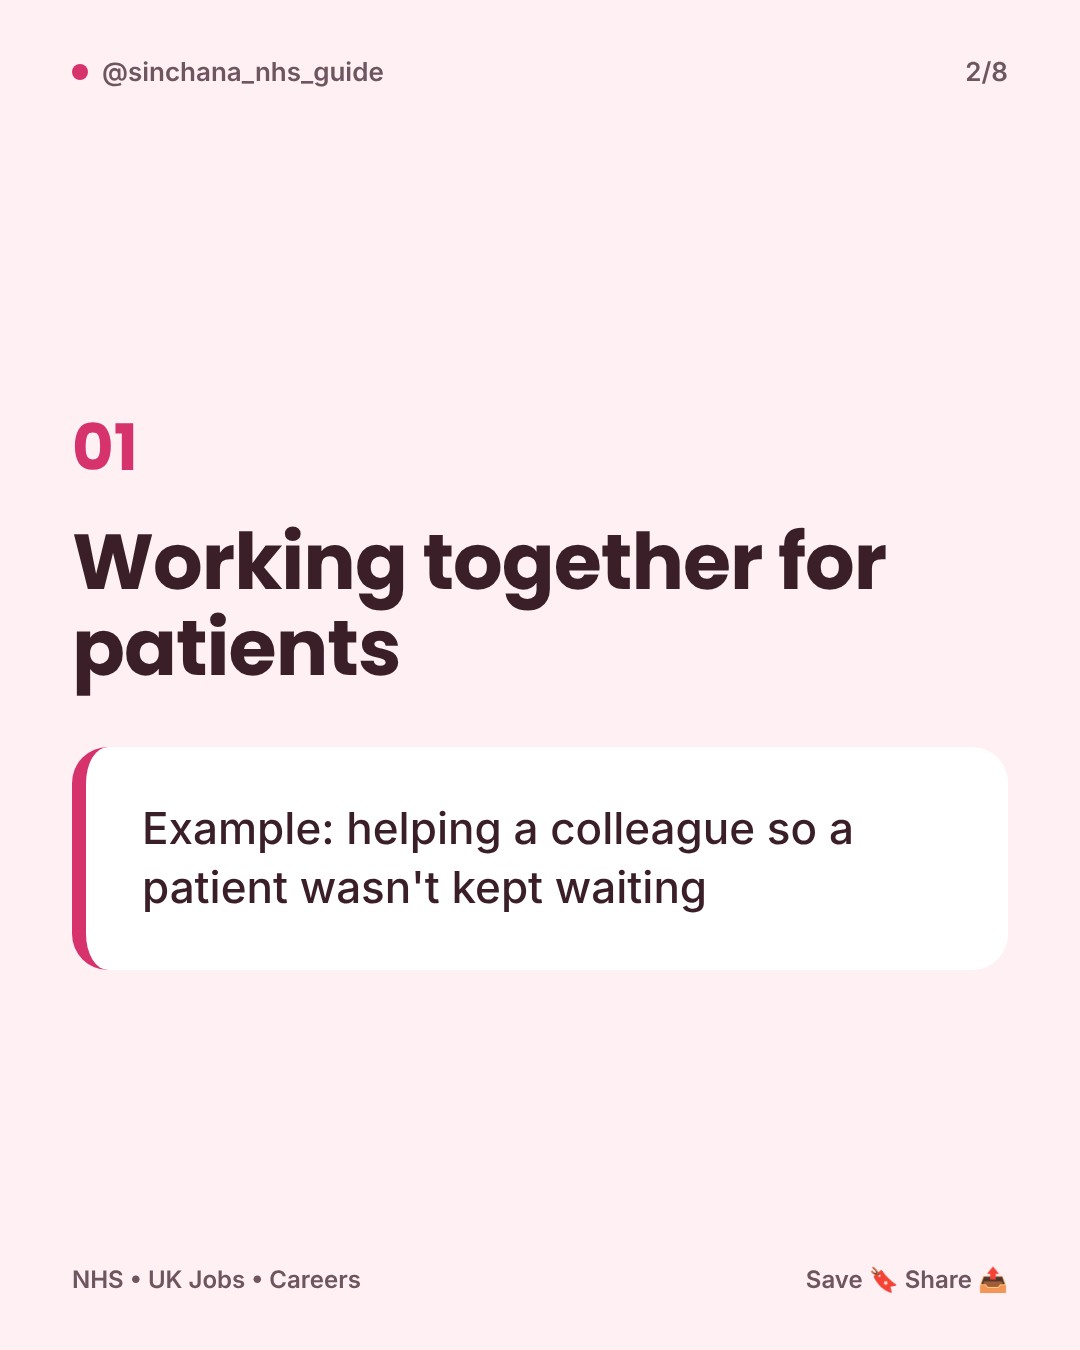 @sinchana_nhs_guide
2/8
01
Working together for
patients
Example: helping a colleague so a
patient wasn't kept waiting
NHS • UK Jobs • Careers
Save 🔖 Share 📤